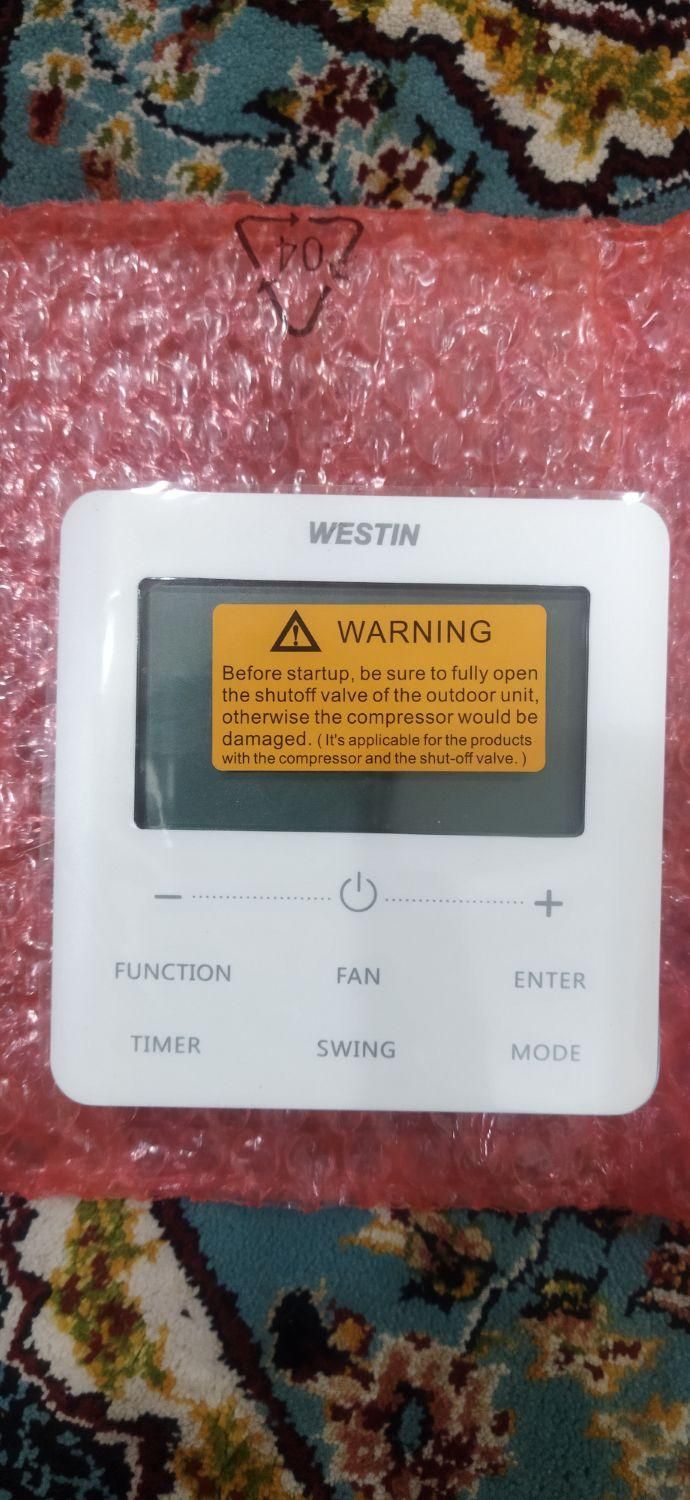 04
WESTIN
WARNING
Before startup, be sure to fully open
the shutoff valve of the outdoor unit,
otherwise the compressor would be
damaged. ( It's applicable for the products
with the compressor and the shut-off valve. )
FUNCTION FAN ENTER
TIMER SWING MODE